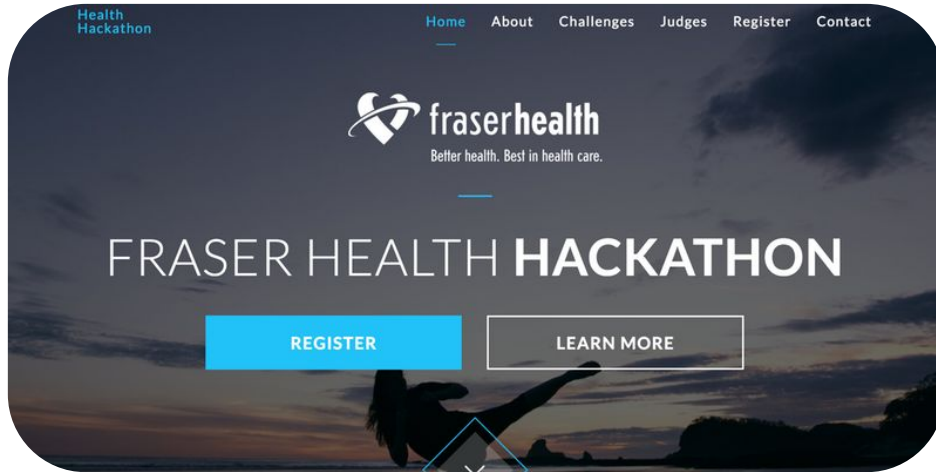 Health
Hackathon
Home About Challenges Judges Register Contact
fraserhealth
Better health. Best in health care.
FRASER HEALTH HACKATHON
REGISTER LEARN MORE